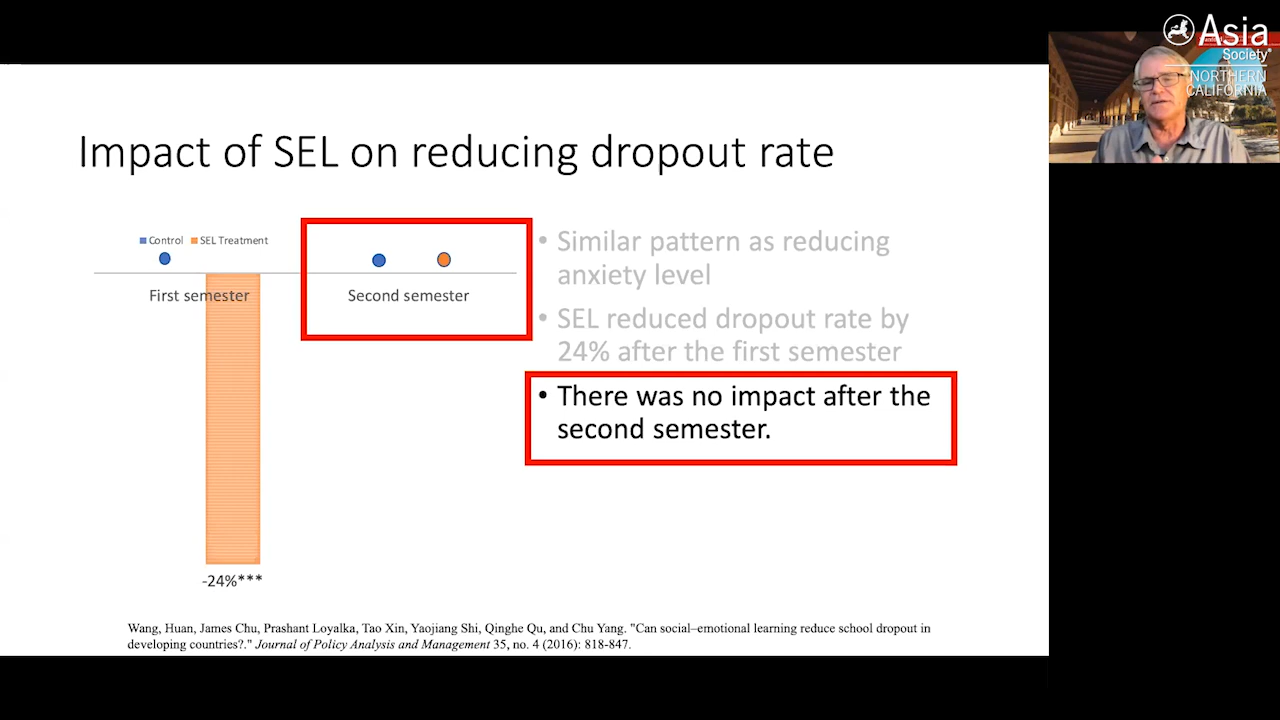 Asia
Society
NORTHERN
CALIFORNIA
Impact of SEL on reducing dropout rate
Control SEL Treatment
First semester
Second semester
-24%***
• Similar pattern as reducing
anxiety level
• SEL reduced dropout rate by
24% after the first semester
• There was no impact after the
second semester.
Wang, Huan, James Chu, Prashant Loyalka, Tao Xin, Yaojiang Shi, Qinghe Qu, and Chu Yang. "Can social–emotional learning reduce school dropout in
developing countries?." Journal of Policy Analysis and Management 35, no. 4 (2016): 818-847.